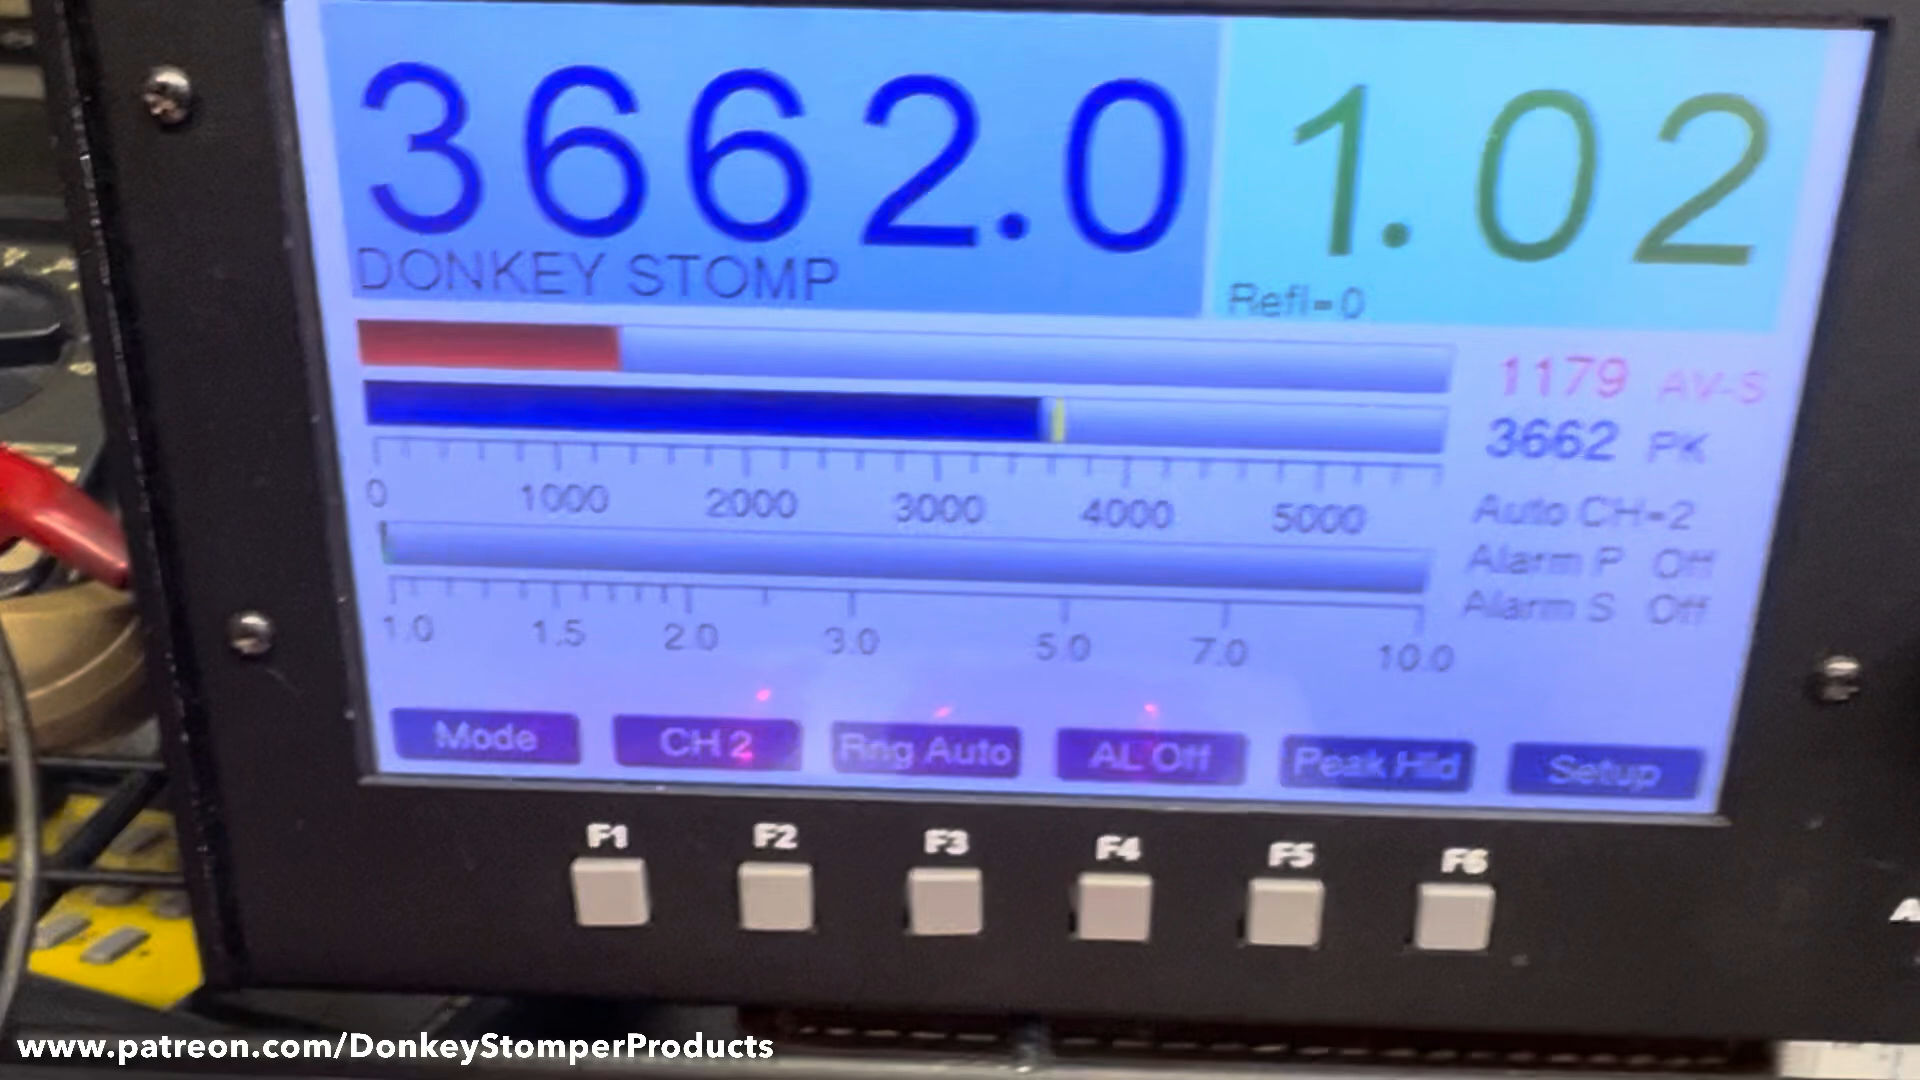 3662.0 1.02
DONKEY STOMP Refl=0
1179 AV-S
3662 PK
0 1000 2000 3000 4000 5000
Auto CH=2
Alarm P Off
Alarm S Off
1.0 1.5 2.0 3.0 5.0 7.0 10.0
Mode CH 2 Rng Auto AL Off Peak Hld Setup
F1 F2 F3 F4 F5 F6
www.patreon.com/DonkeyStomperProducts